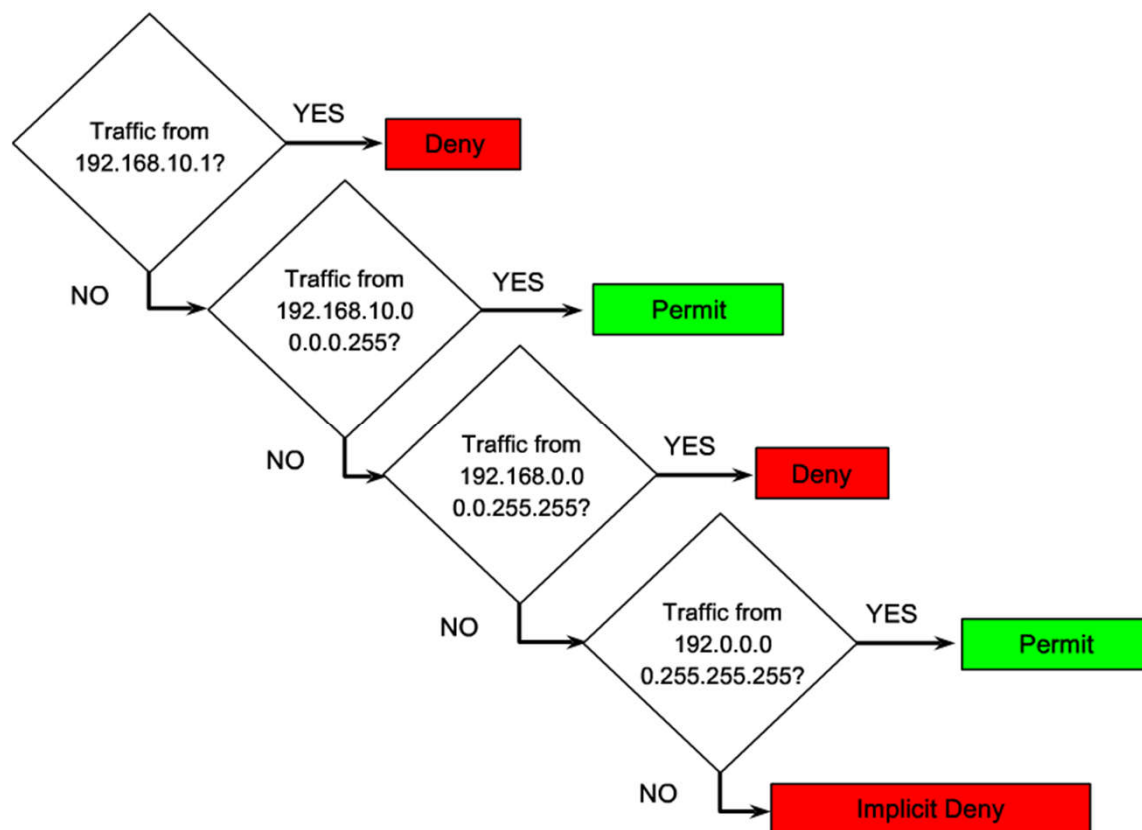 Traffic from
192.168.10.1?
YES
Deny
NO
Traffic from
192.168.10.0
0.0.0.255?
YES
Permit
NO
Traffic from
192.168.0.0
0.0.255.255?
YES
Deny
NO
Traffic from
192.0.0.0
0.255.255.255?
YES
Permit
NO
Implicit Deny